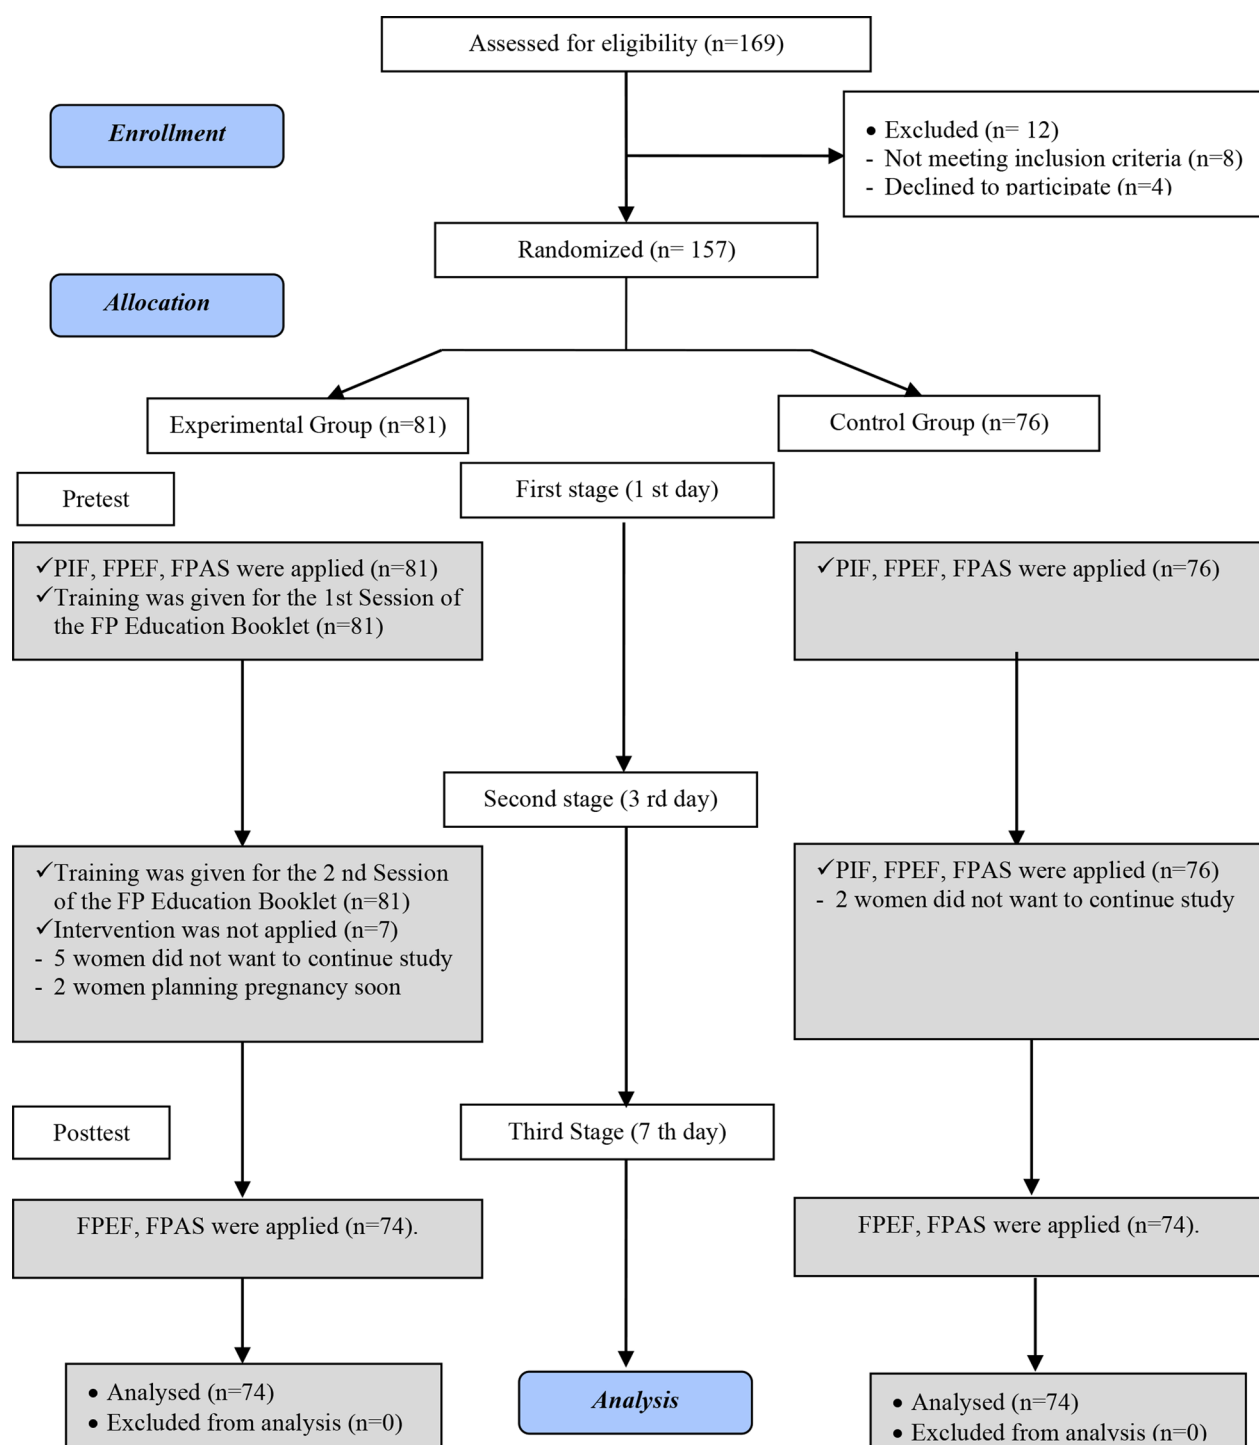 Assessed for eligibility (n=169)
Enrollment
● Excluded (n= 12)
- Not meeting inclusion criteria (n=8)
- Declined to participate (n=4)
Randomized (n= 157)
Allocation
Experimental Group (n=81)
Control Group (n=76)
Pretest
First stage (1 st day)
✓PIF, FPEF, FPAS were applied (n=81)
✓Training was given for the 1st Session of
the FP Education Booklet (n=81)
✓PIF, FPEF, FPAS were applied (n=76)
Second stage (3 rd day)
✓Training was given for the 2 nd Session
of the FP Education Booklet (n=81)
✓Intervention was not applied (n=7)
- 5 women did not want to continue study
- 2 women planning pregnancy soon
✓PIF, FPEF, FPAS were applied (n=76)
- 2 women did not want to continue study
Posttest
Third Stage (7 th day)
FPEF, FPAS were applied (n=74).
FPEF, FPAS were applied (n=74).
● Analysed (n=74)
● Excluded from analysis (n=0)
Analysis
● Analysed (n=74)
● Excluded from analysis (n=0)